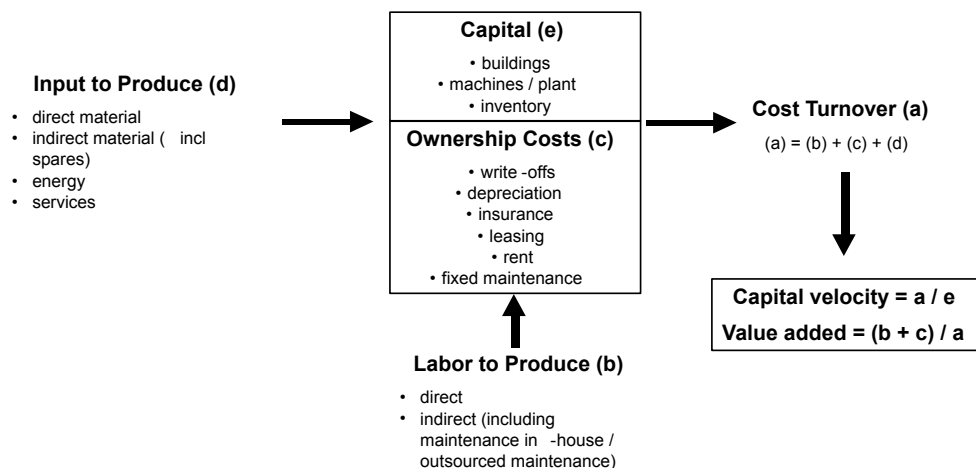 Input to Produce (d)
• direct material
• indirect material ( incl
spares)
• energy
• services
Capital (e)
• buildings
• machines / plant
• inventory
Ownership Costs (c)
• write -offs
• depreciation
• insurance
• leasing
• rent
• fixed maintenance
Labor to Produce (b)
• direct
• indirect (including
maintenance in -house /
outsourced maintenance)
Cost Turnover (a)
(a) = (b) + (c) + (d)
Capital velocity = a / e
Value added = (b + c) / a